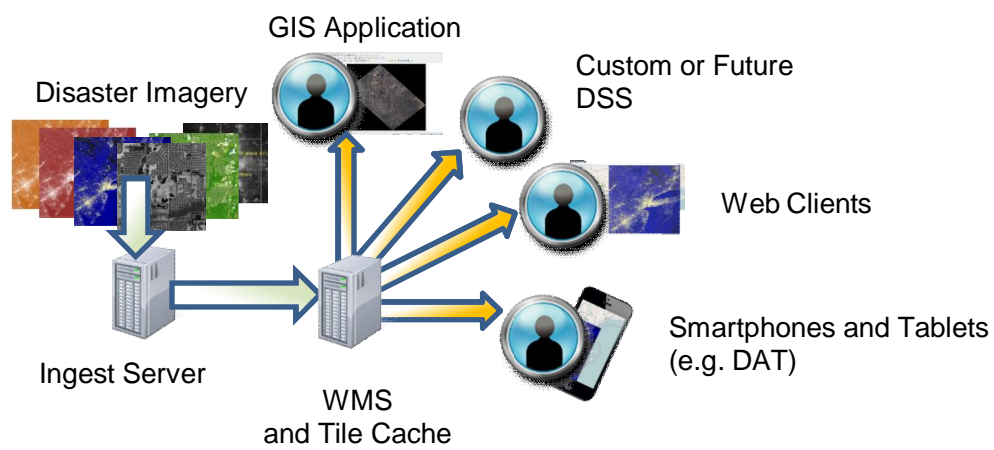 GIS Application
Custom or Future
DSS
Disaster Imagery
Web Clients
Smartphones and Tablets
(e.g. DAT)
Ingest Server
WMS
and Tile Cache